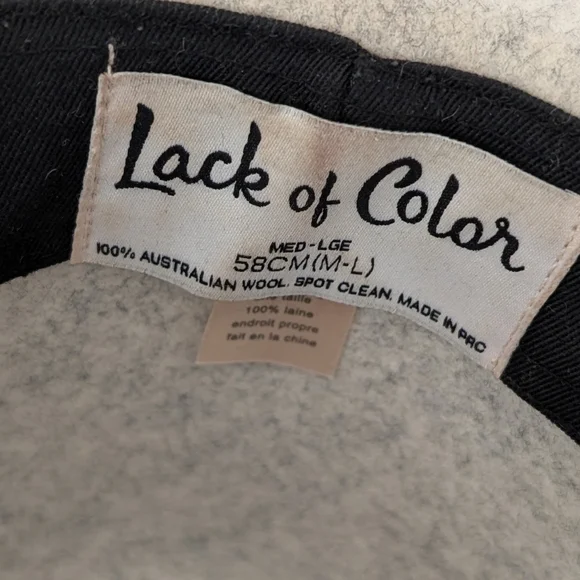 Lack of Color
MED-LGE
58CM(M-L)
100% AUSTRALIAN WOOL. SPOT CLEAN. MADE IN PRC
taille
100% laine
endroit propre
fait en la chine